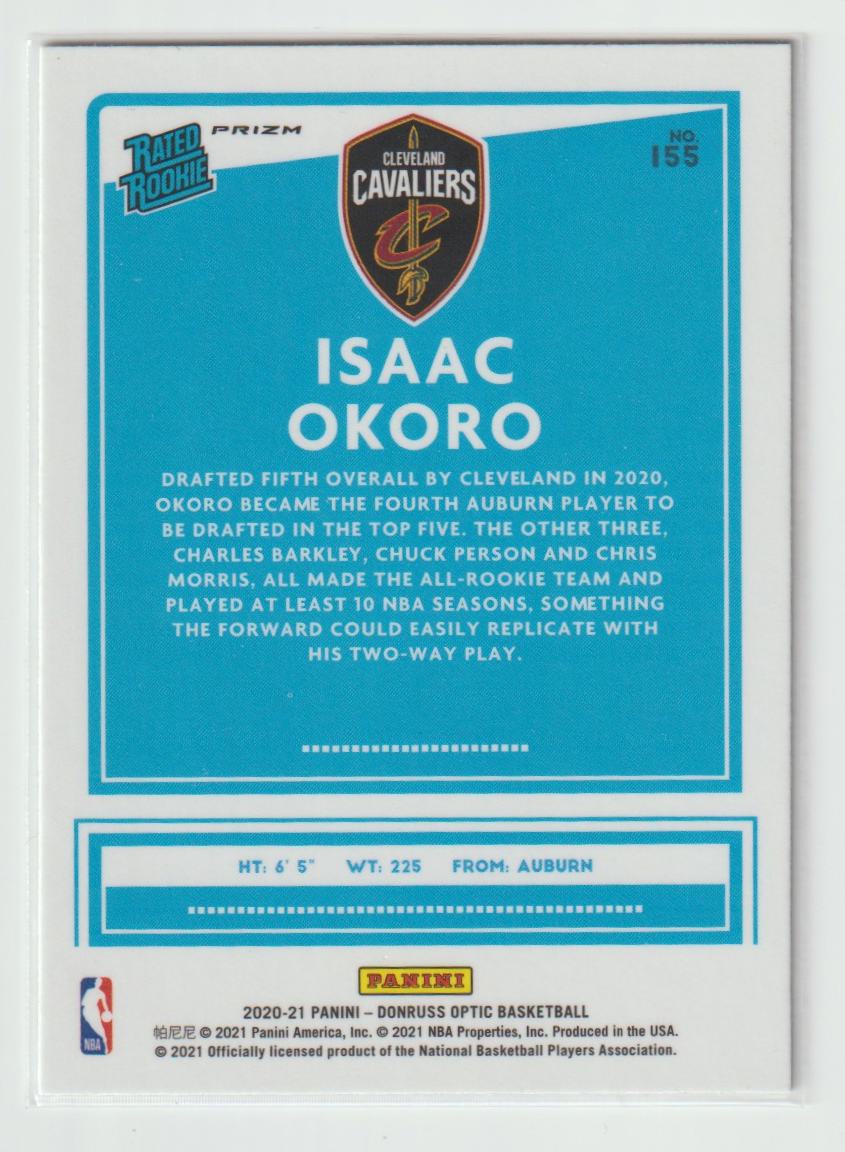 RATED
ROOKIE
PRIZM
CLEVELAND
CAVALIERS
NO.
155
ISAAC
OKORO
DRAFTED FIFTH OVERALL BY CLEVELAND IN 2020,
OKORO BECAME THE FOURTH AUBURN PLAYER TO
BE DRAFTED IN THE TOP FIVE. THE OTHER THREE,
CHARLES BARKLEY, CHUCK PERSON AND CHRIS
MORRIS, ALL MADE THE ALL-ROOKIE TEAM AND
PLAYED AT LEAST 10 NBA SEASONS, SOMETHING
THE FORWARD COULD EASILY REPLICATE WITH
HIS TWO-WAY PLAY.
HT: 6' 5" WT: 225 FROM: AUBURN
PANINI
2020-21 PANINI – DONRUSS OPTIC BASKETBALL
帕尼尼 © 2021 Panini America, Inc. © 2021 NBA Properties, Inc. Produced in the USA.
© 2021 Officially licensed product of the National Basketball Players Association.
NBA